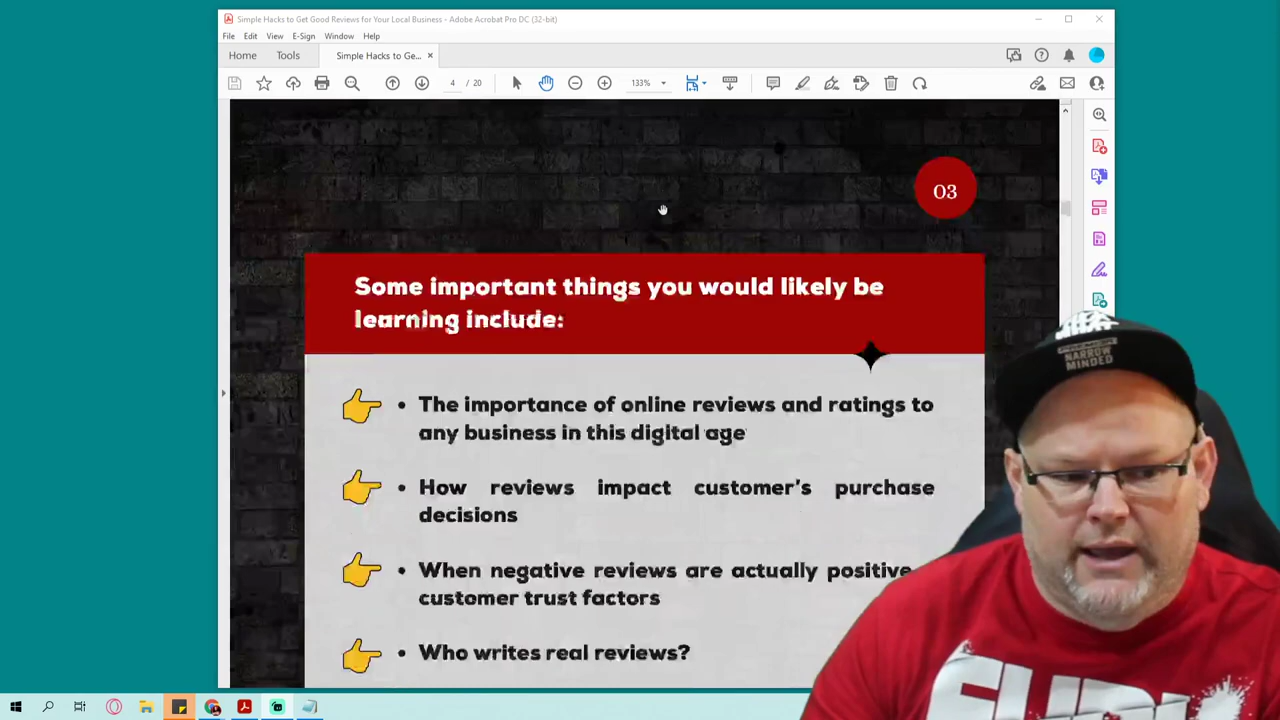 Simple Hacks to Get Good Reviews for Your Local Business - Adobe Acrobat Pro DC (32-bit)
File Edit View E-Sign Window Help
Home Tools Simple Hacks to Ge... ×
4 / 20 133%
03
Some important things you would likely be
learning include:
• The importance of online reviews and ratings to
any business in this digital age
• How reviews impact customer's purchase
decisions
• When negative reviews are actually positive
customer trust factors
• Who writes real reviews?
NARROW
MINDED